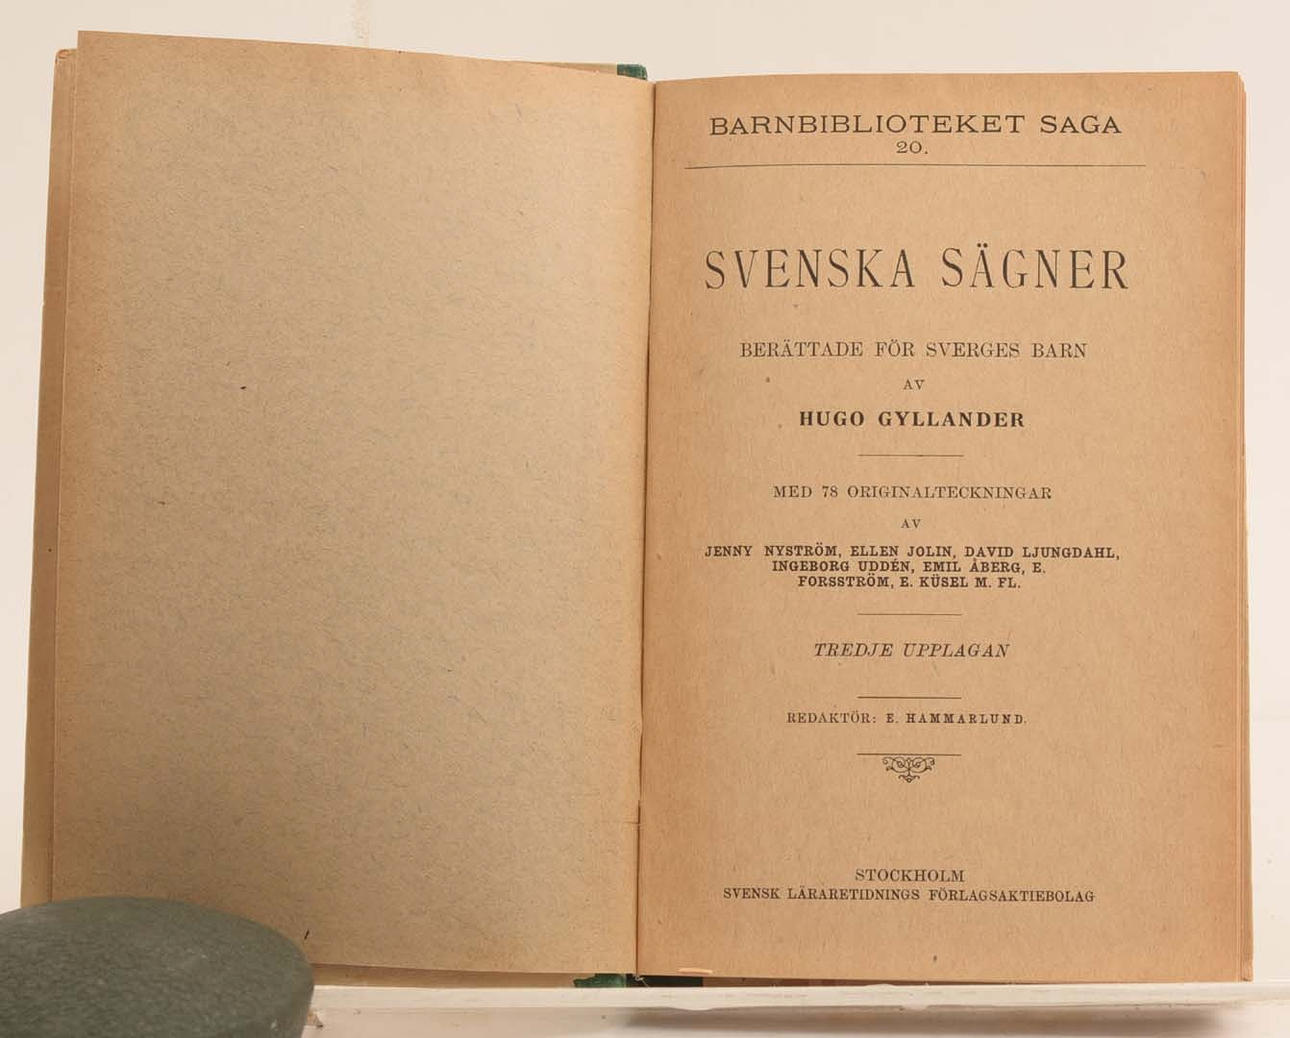 BARNBIBLIOTEKET SAGA
20.
SVENSKA SÄGNER
BERÄTTADE FÖR SVERGES BARN
AV
HUGO GYLLANDER
MED 78 ORIGINALTECKNINGAR
AV
JENNY NYSTRÖM, ELLEN JOLIN, DAVID LJUNGDAHL,
INGEBORG UDDÉN, EMIL ÅBERG, E.
FORSSTRÖM, E. KÜSEL M. FL.
TREDJE UPPLAGAN
REDAKTÖR: E. HAMMARLUND.
STOCKHOLM
SVENSK LÄRARETIDNINGS FÖRLAGSAKTIEBOLAG